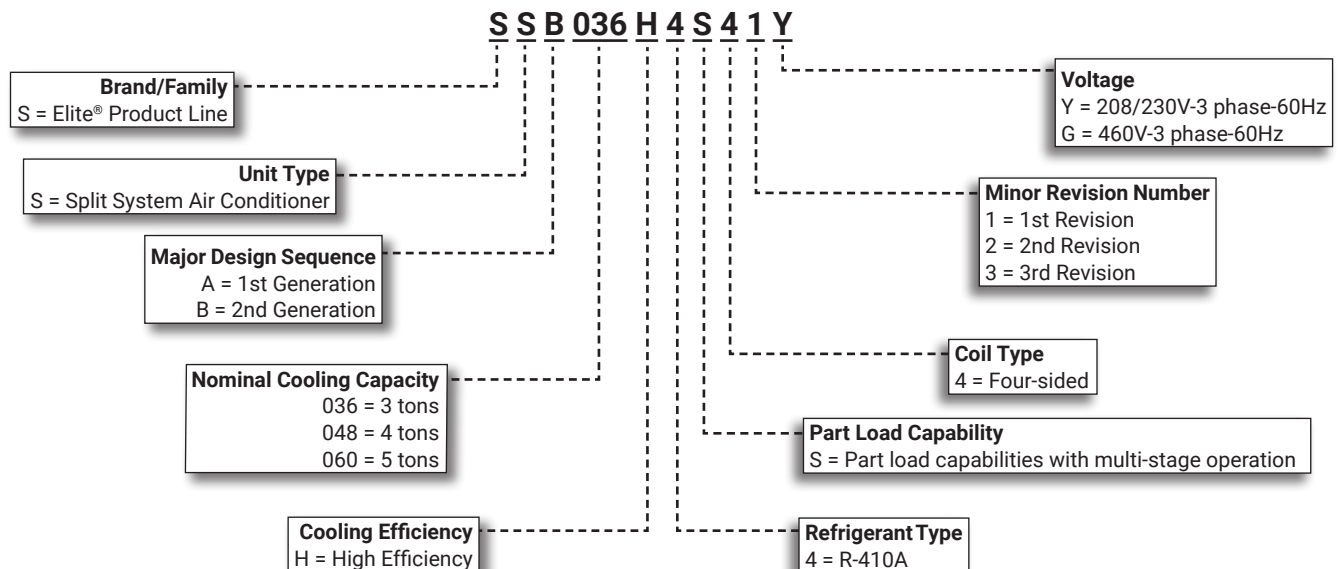 S S B 036 H 4 S 4 1 Y
Brand/Family
S = Elite® Product Line
Unit Type
S = Split System Air Conditioner
Major Design Sequence
A = 1st Generation
B = 2nd Generation
Nominal Cooling Capacity
036 = 3 tons
048 = 4 tons
060 = 5 tons
Cooling Efficiency
H = High Efficiency
Voltage
Y = 208/230V-3 phase-60Hz
G = 460V-3 phase-60Hz
Minor Revision Number
1 = 1st Revision
2 = 2nd Revision
3 = 3rd Revision
Coil Type
4 = Four-sided
Part Load Capability
S = Part load capabilities with multi-stage operation
Refrigerant Type
4 = R-410A